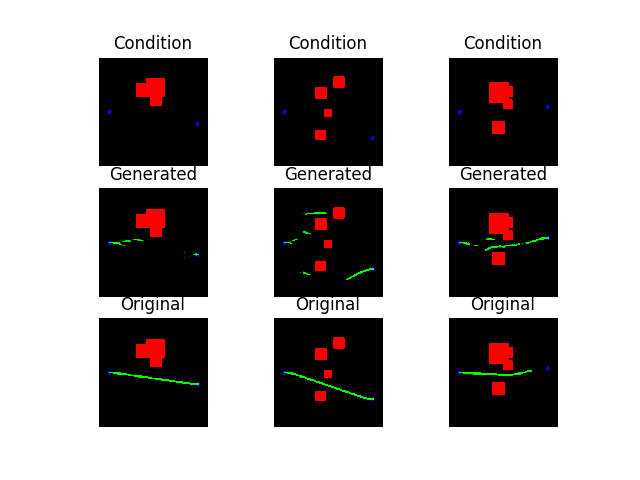 Condition Condition Condition
Generated Generated Generated
Original Original Original